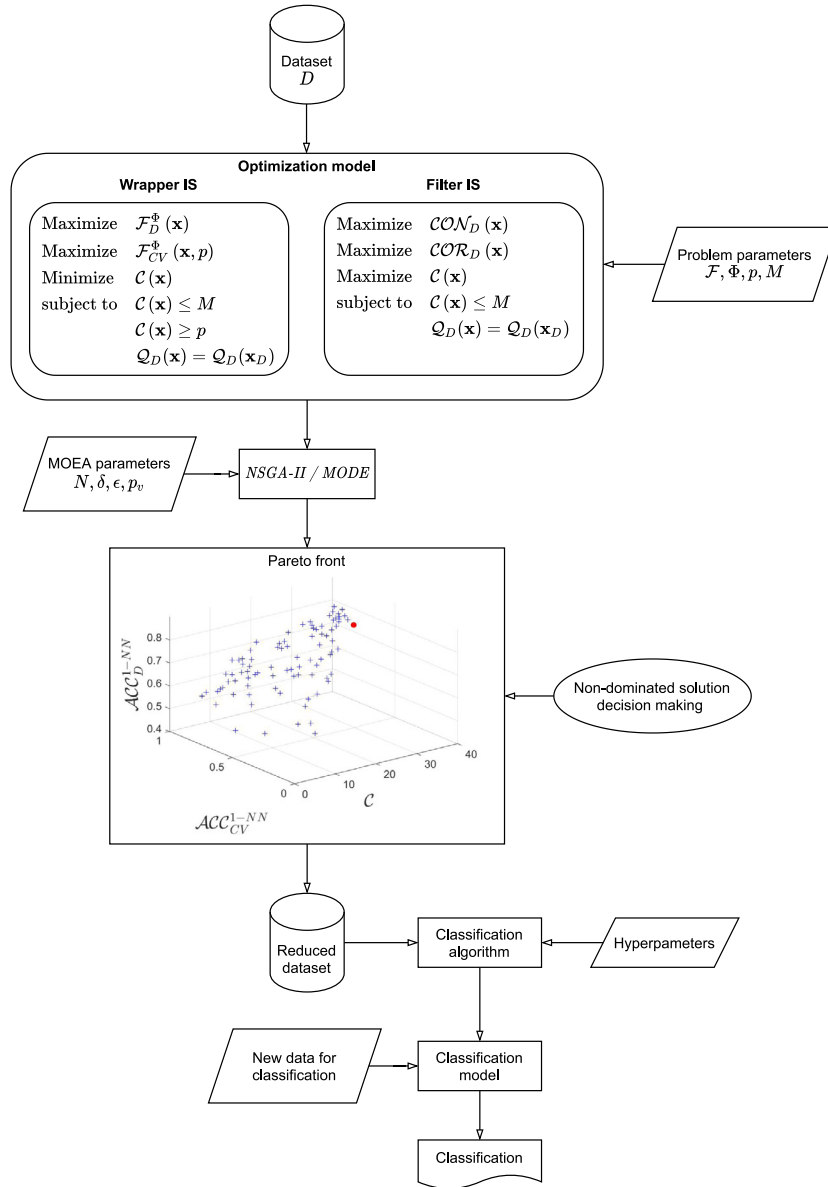 Dataset
D
Optimization model
Wrapper IS
Maximize 𝓕_D^Φ (𝐱)
Maximize 𝓕_CV^Φ (𝐱, p)
Minimize 𝓒 (𝐱)
subject to 𝓒 (𝐱) ≤ M
𝓒 (𝐱) ≥ p
𝓠_D(𝐱) = 𝓠_D(𝐱_D)
Filter IS
Maximize 𝓒𝓞𝓝_D (𝐱)
Maximize 𝓒𝓞𝓡_D (𝐱)
Maximize 𝓒 (𝐱)
subject to 𝓒 (𝐱) ≤ M
𝓠_D(𝐱) = 𝓠_D(𝐱_D)
Problem parameters
𝓕, Φ, p, M
MOEA parameters
N, δ, ϵ, p_v
NSGA-II / MODE
Pareto front
𝓐𝓒𝓒_D^{1−NN}
0.8
0.7
0.6
0.5
0.4
1
0.5
0
0
10
20
30
40
𝓒
𝓐𝓒𝓒_CV^{1−NN}
Non-dominated solution
decision making
Reduced
dataset
Classification
algorithm
Hyperpameters
New data for
classification
Classification
model
Classification